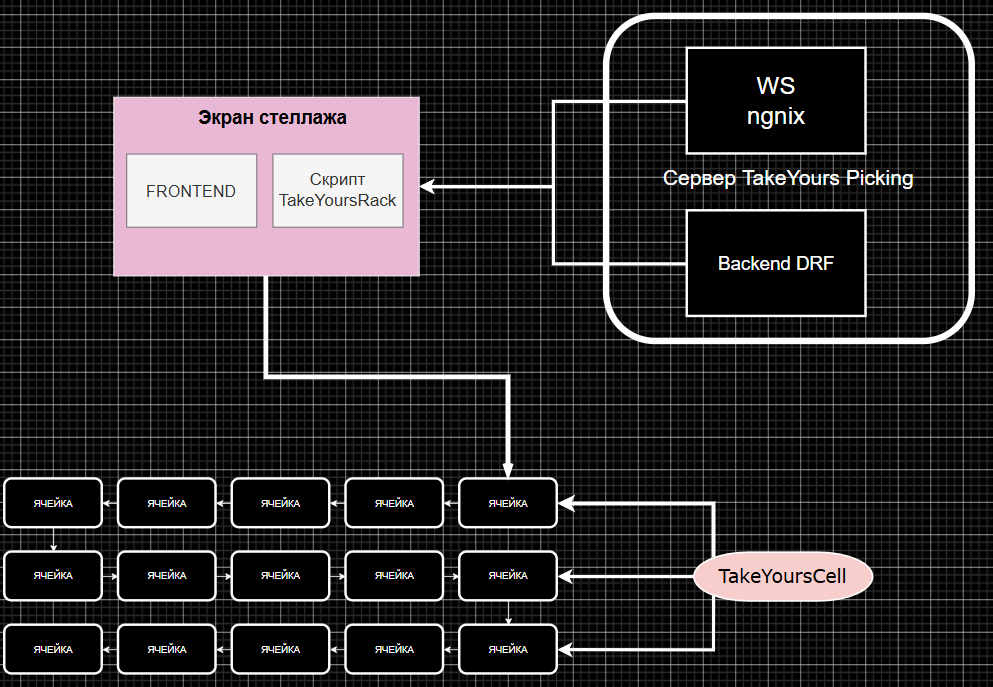 WS
ngnix
Экран стеллажа
FRONTEND
Скрипт
TakeYoursRack
Сервер TakeYours Picking
Backend DRF
ЯЧЕЙКА
ЯЧЕЙКА
ЯЧЕЙКА
ЯЧЕЙКА
ЯЧЕЙКА
ЯЧЕЙКА
ЯЧЕЙКА
ЯЧЕЙКА
ЯЧЕЙКА
ЯЧЕЙКА
TakeYoursCell
ЯЧЕЙКА
ЯЧЕЙКА
ЯЧЕЙКА
ЯЧЕЙКА
ЯЧЕЙКА